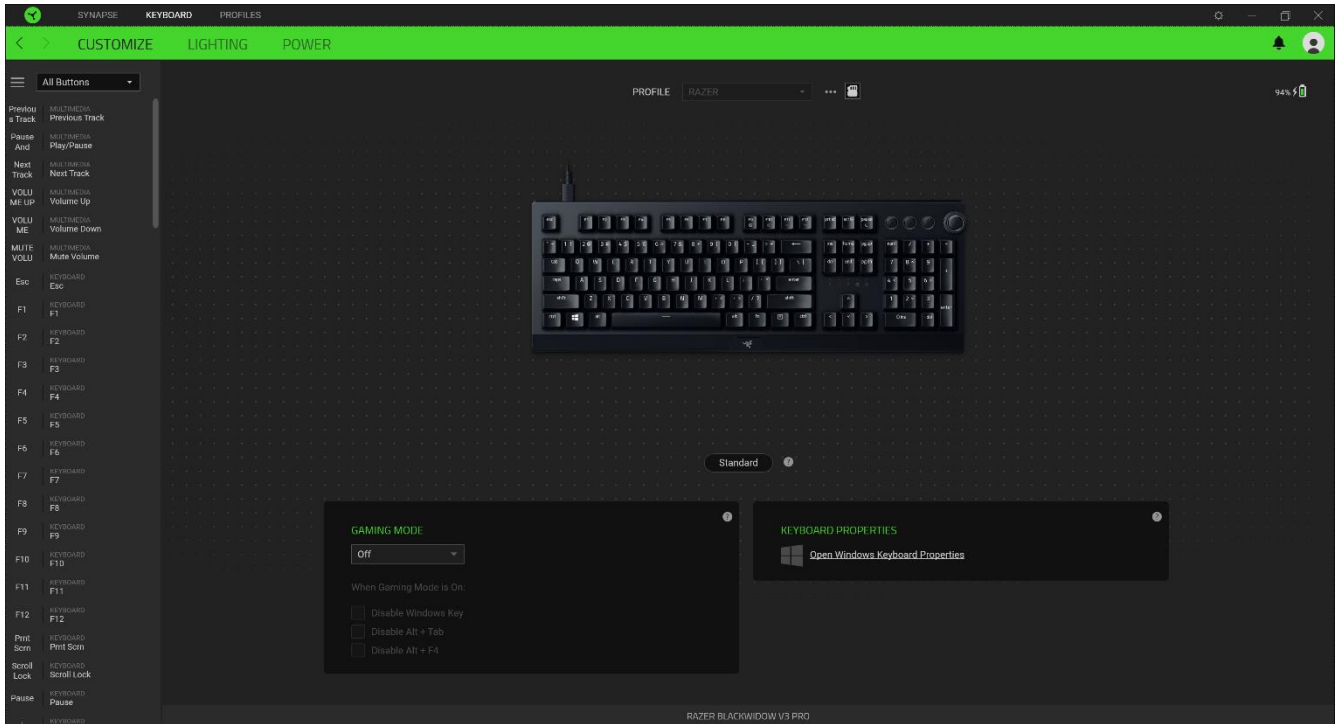 SYNAPSE KEYBOARD PROFILES
CUSTOMIZE LIGHTING POWER
All Buttons
PROFILE RAZER
94%
Previou
s Track
MULTIMEDIA
Previous Track
Pause
And
MULTIMEDIA
Play/Pause
Next
Track
MULTIMEDIA
Next Track
VOLU
ME UP
MULTIMEDIA
Volume Up
VOLU
ME
MULTIMEDIA
Volume Down
MUTE
VOLU
MULTIMEDIA
Mute Volume
Esc
KEYBOARD
Esc
F1
KEYBOARD
F1
F2
KEYBOARD
F2
F3
KEYBOARD
F3
F4
KEYBOARD
F4
F5
KEYBOARD
F5
F6
KEYBOARD
F6
F7
KEYBOARD
F7
F8
KEYBOARD
F8
F9
KEYBOARD
F9
F10
KEYBOARD
F10
F11
KEYBOARD
F11
F12
KEYBOARD
F12
Prnt
Scrn
KEYBOARD
Prnt Scrn
Scroll
Lock
KEYBOARD
Scroll Lock
Pause
KEYBOARD
Pause
KEYBOARD
Standard ?
GAMING MODE ?
Off
When Gaming Mode is On:
Disable Windows Key
Disable Alt + Tab
Disable Alt + F4
KEYBOARD PROPERTIES ?
Open Windows Keyboard Properties
RAZER BLACKWIDOW V3 PRO